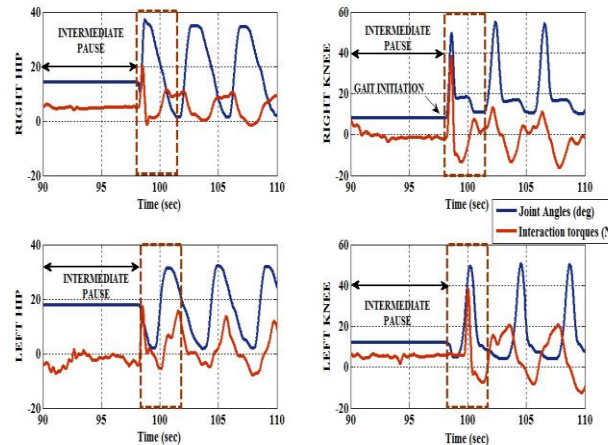 40
INTERMEDIATE
PAUSE
20
0
-20
RIGHT HIP
90 95 100 105 110
Time (sec)
60
INTERMEDIATE
PAUSE
40
GAIT INITIATION
20
0
-20
RIGHT KNEE
90 95 100 105 110
Time (sec)
Joint Angles (deg)
Interaction torques (N
40
INTERMEDIATE
PAUSE
20
0
-20
LEFT HIP
90 95 100 105 110
Time (sec)
60
40
INTERMEDIATE
PAUSE
20
0
-20
LEFT KNEE
90 95 100 105 110
Time (sec)